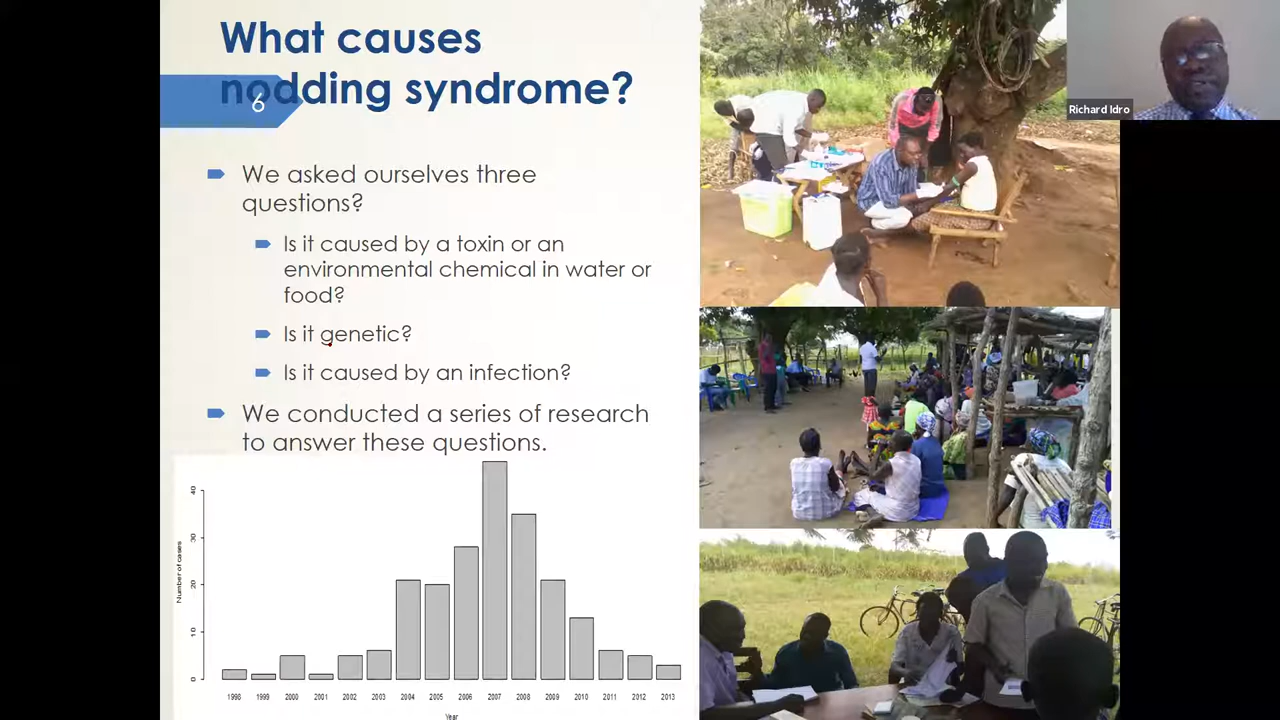 What causes
nodding syndrome?
6
We asked ourselves three
questions?
Is it caused by a toxin or an
environmental chemical in water or
food?
Is it genetic?
Is it caused by an infection?
We conducted a series of research
to answer these questions.
Number of cases
40
30
20
10
0
1998 1999 2000 2001 2002 2003 2004 2005 2006 2007 2008 2009 2010 2011 2012 2013
Year
Richard Idro